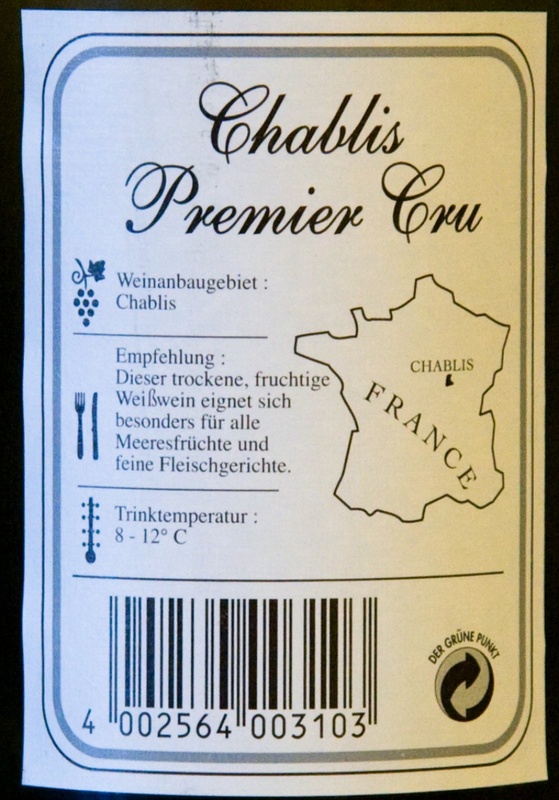 Chablis
Premier Cru
Weinanbaugebiet :
Chablis
Empfehlung :
Dieser trockene, fruchtige
Weißwein eignet sich
besonders für alle
Meeresfrüchte und
feine Fleischgerichte.
CHABLIS
FRANCE
Trinktemperatur :
8 - 12° C
DER GRÜNE PUNKT
4 002564 003103